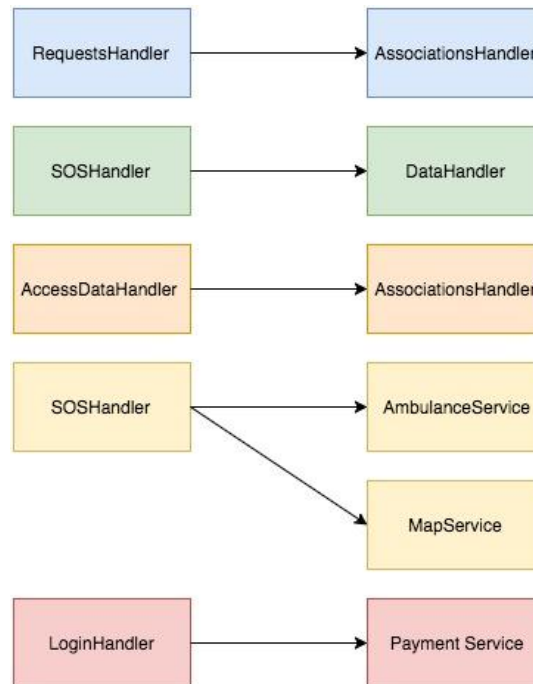 RequestsHandler
AssociationsHandler
SOSHandler
DataHandler
AccessDataHandler
AssociationsHandler
SOSHandler
AmbulanceService
MapService
LoginHandler
Payment Service